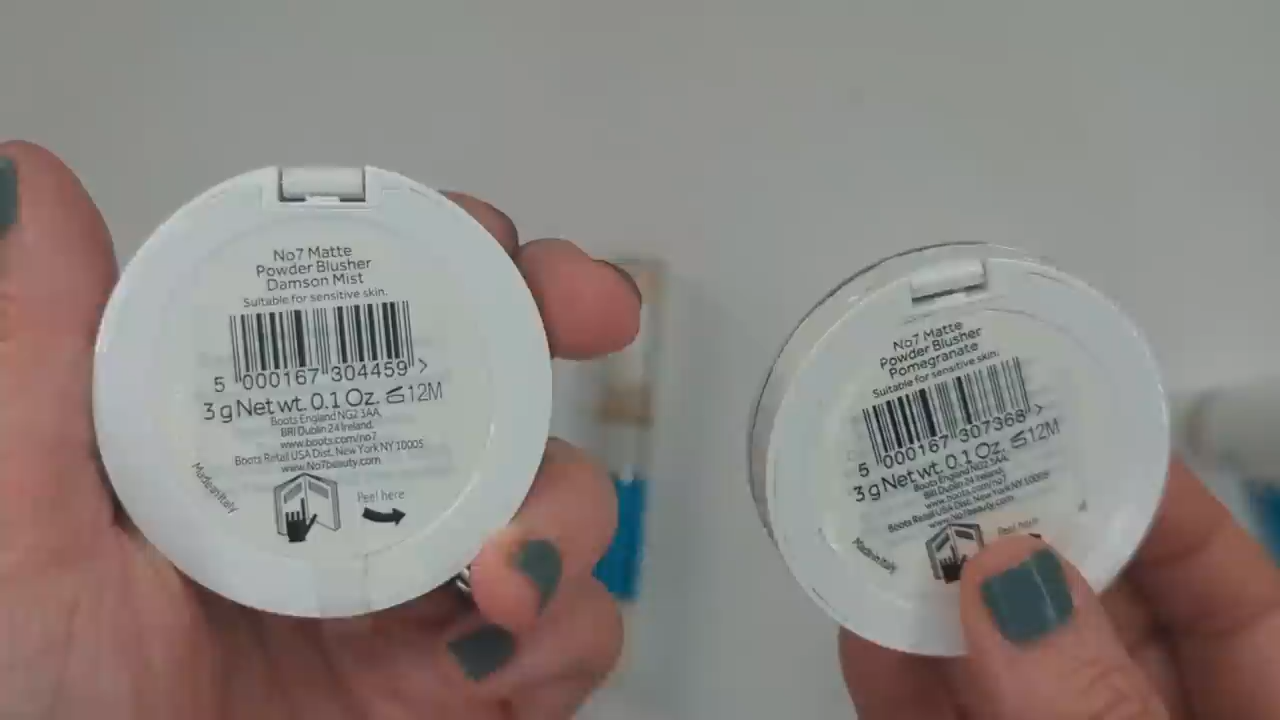 No7 Matte
Powder Blusher
Damson Mist
Suitable for sensitive skin.
5 000167 304459 >
3 g Net wt. 0.1 Oz. 12M
Boots England NG2 3AA.
BRI Dublin 24 Ireland.
www.boots.com/no7
Boots Retail USA Dist. New York NY 10005
www.No7beauty.com
Made in Italy
Peel here
No7 Matte
Powder Blusher
Pomegranate
Suitable for sensitive skin.
5 000167 307368 >
3 g Net wt. 0.1 Oz. 12M
Boots England NG2 3AA.
BRI Dublin 24 Ireland.
www.boots.com/no7
Boots Retail USA Dist. New York NY 10005
www.No7beauty.com
Made in Italy
Peel here